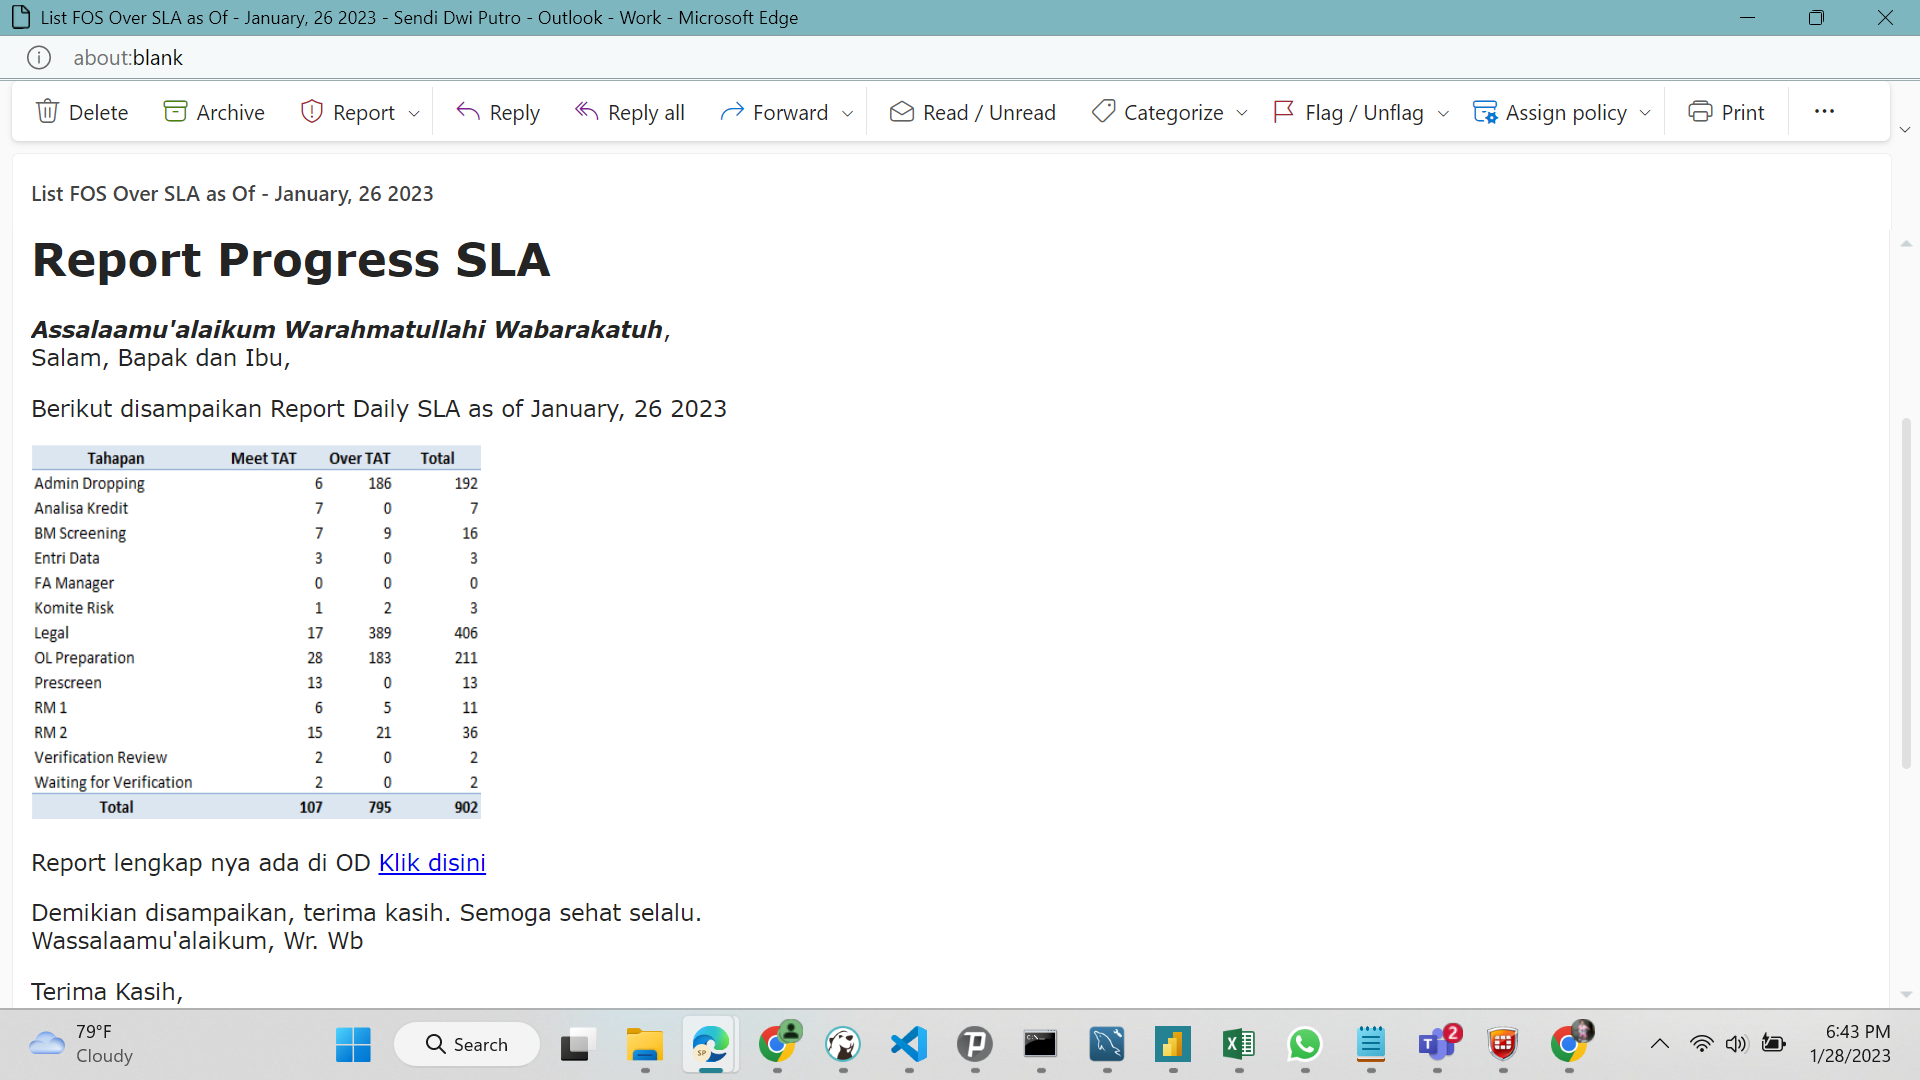 List FOS Over SLA as Of - January, 26 2023 - Sendi Dwi Putro - Outlook - Work - Microsoft Edge
about:blank
Delete Archive Report Reply Reply all Forward Read / Unread Categorize Flag / Unflag Assign policy Print
List FOS Over SLA as Of - January, 26 2023
Report Progress SLA
Assalaamu'alaikum Warahmatullahi Wabarakatuh,
Salam, Bapak dan Ibu,
Berikut disampaikan Report Daily SLA as of January, 26 2023
Tahapan Meet TAT Over TAT Total
Admin Dropping 6 186 192
Analisa Kredit 7 0 7
BM Screening 7 9 16
Entri Data 3 0 3
FA Manager 0 0 0
Komite Risk 1 2 3
Legal 17 389 406
OL Preparation 28 183 211
Prescreen 13 0 13
RM 1 6 5 11
RM 2 15 21 36
Verification Review 2 0 2
Waiting for Verification 2 0 2
Total 107 795 902
Report lengkap nya ada di OD Klik disini
Demikian disampaikan, terima kasih. Semoga sehat selalu.
Wassalaamu'alaikum, Wr. Wb
Terima Kasih,
79°F
Cloudy
Search
SP
2
6:43 PM
1/28/2023